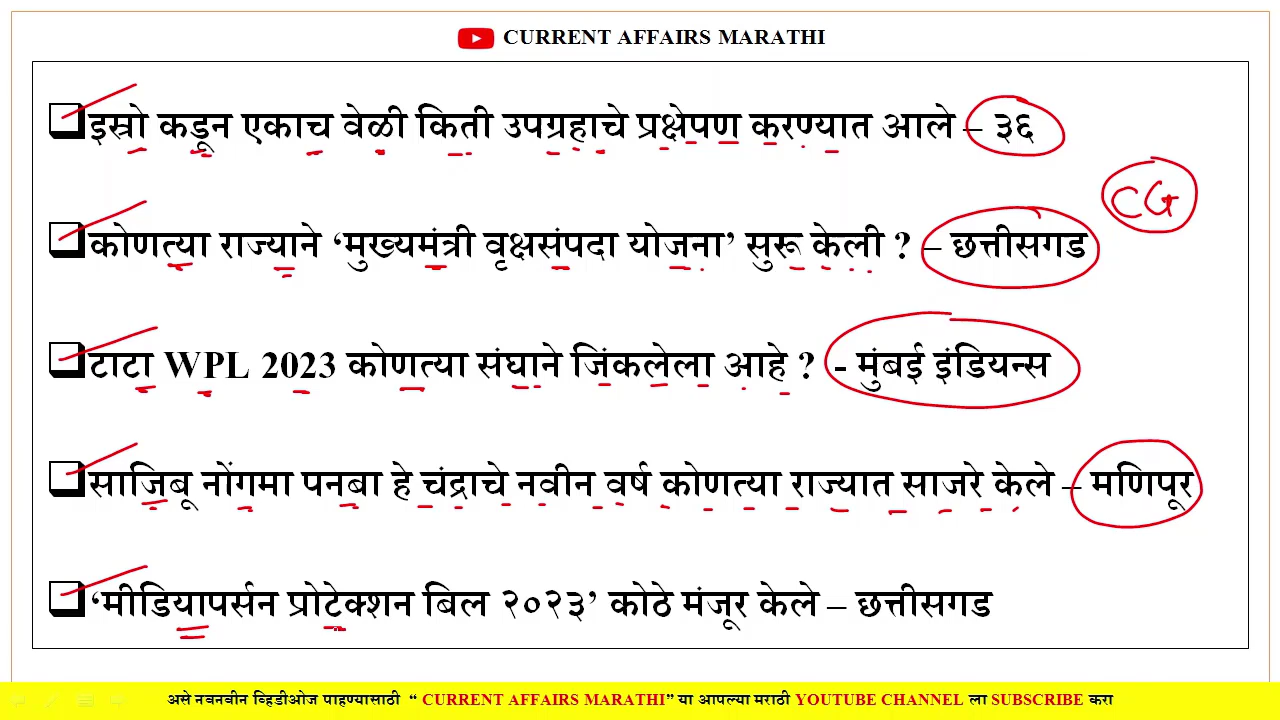 CURRENT AFFAIRS MARATHI
इस्रो कडून एकाच वेळी किती उपग्रहाचे प्रक्षेपण करण्यात आले – ३६
CG
कोणत्या राज्याने ‘मुख्यमंत्री वृक्षसंपदा योजना’ सुरू केली ? – छत्तीसगड
टाटा WPL 2023 कोणत्या संघाने जिंकलेला आहे ? - मुंबई इंडियन्स
साजिबू नोंगमा पनबा हे चंद्राचे नवीन वर्ष कोणत्या राज्यात साजरे केले – मणिपूर
‘मीडियापर्सन प्रोटेक्शन बिल २०२३’ कोठे मंजूर केले – छत्तीसगड
असे नवनवीन व्हिडीओज पाहण्यासाठी “ CURRENT AFFAIRS MARATHI” या आपल्या मराठी YOUTUBE CHANNEL ला SUBSCRIBE करा